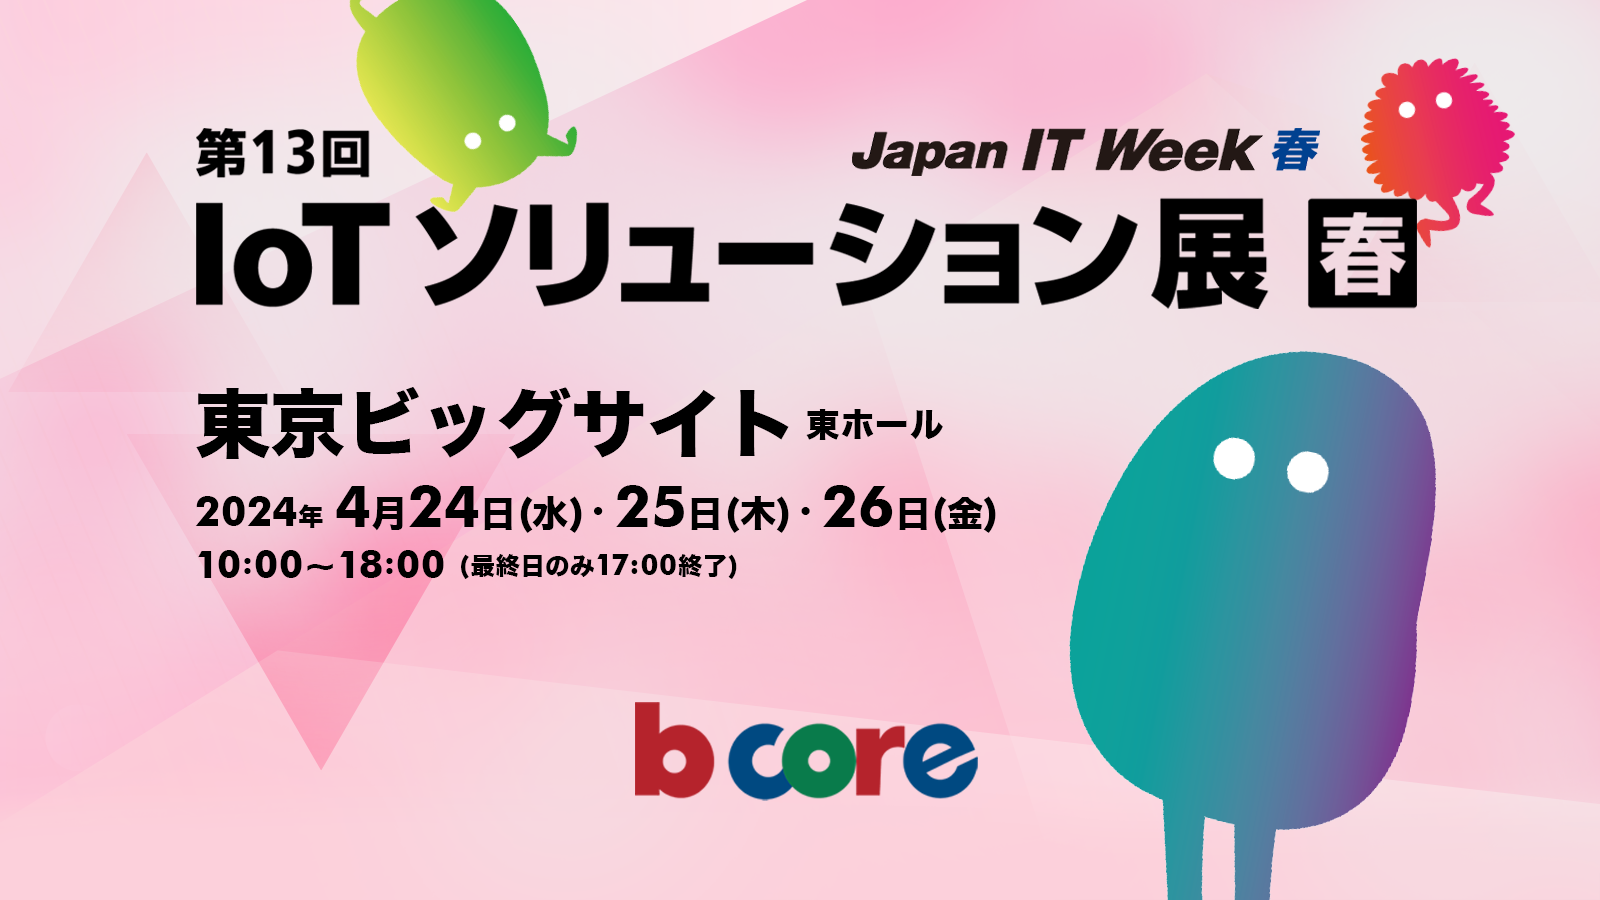 第13回
Japan IT Week 春
IoT ソリューション展 春
東京ビッグサイト 東ホール
2024年 4月24日(水)・25日(木)・26日(金)
10:00~18:00 (最終日のみ17:00終了)
b core